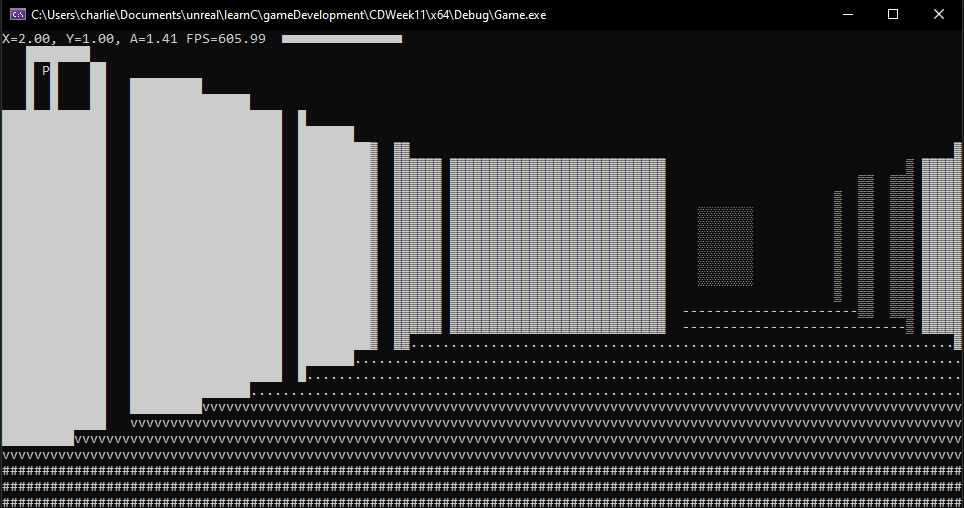 C:\Users\charlie\Documents\unreal\learnC\gameDevelopment\CDWeek11\x64\Debug\Game.exe
X=2.00, Y=1.00, A=1.41 FPS=605.99
P